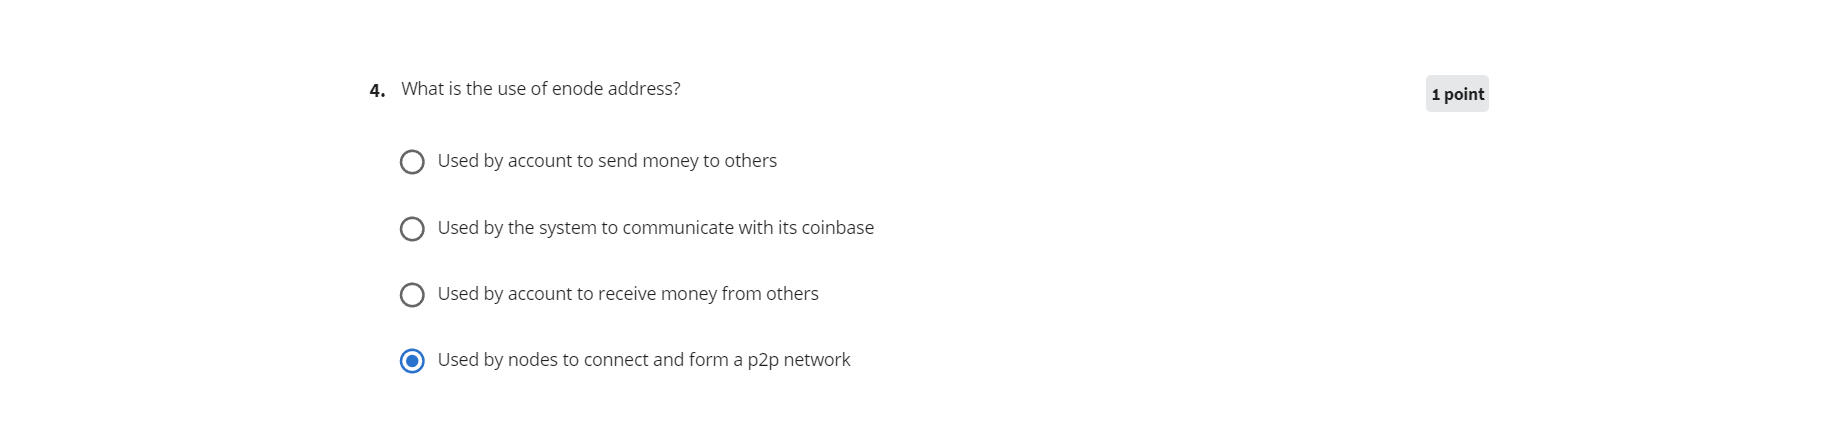 4. What is the use of enode address?
1 point
Used by account to send money to others
Used by the system to communicate with its coinbase
Used by account to receive money from others
Used by nodes to connect and form a p2p network